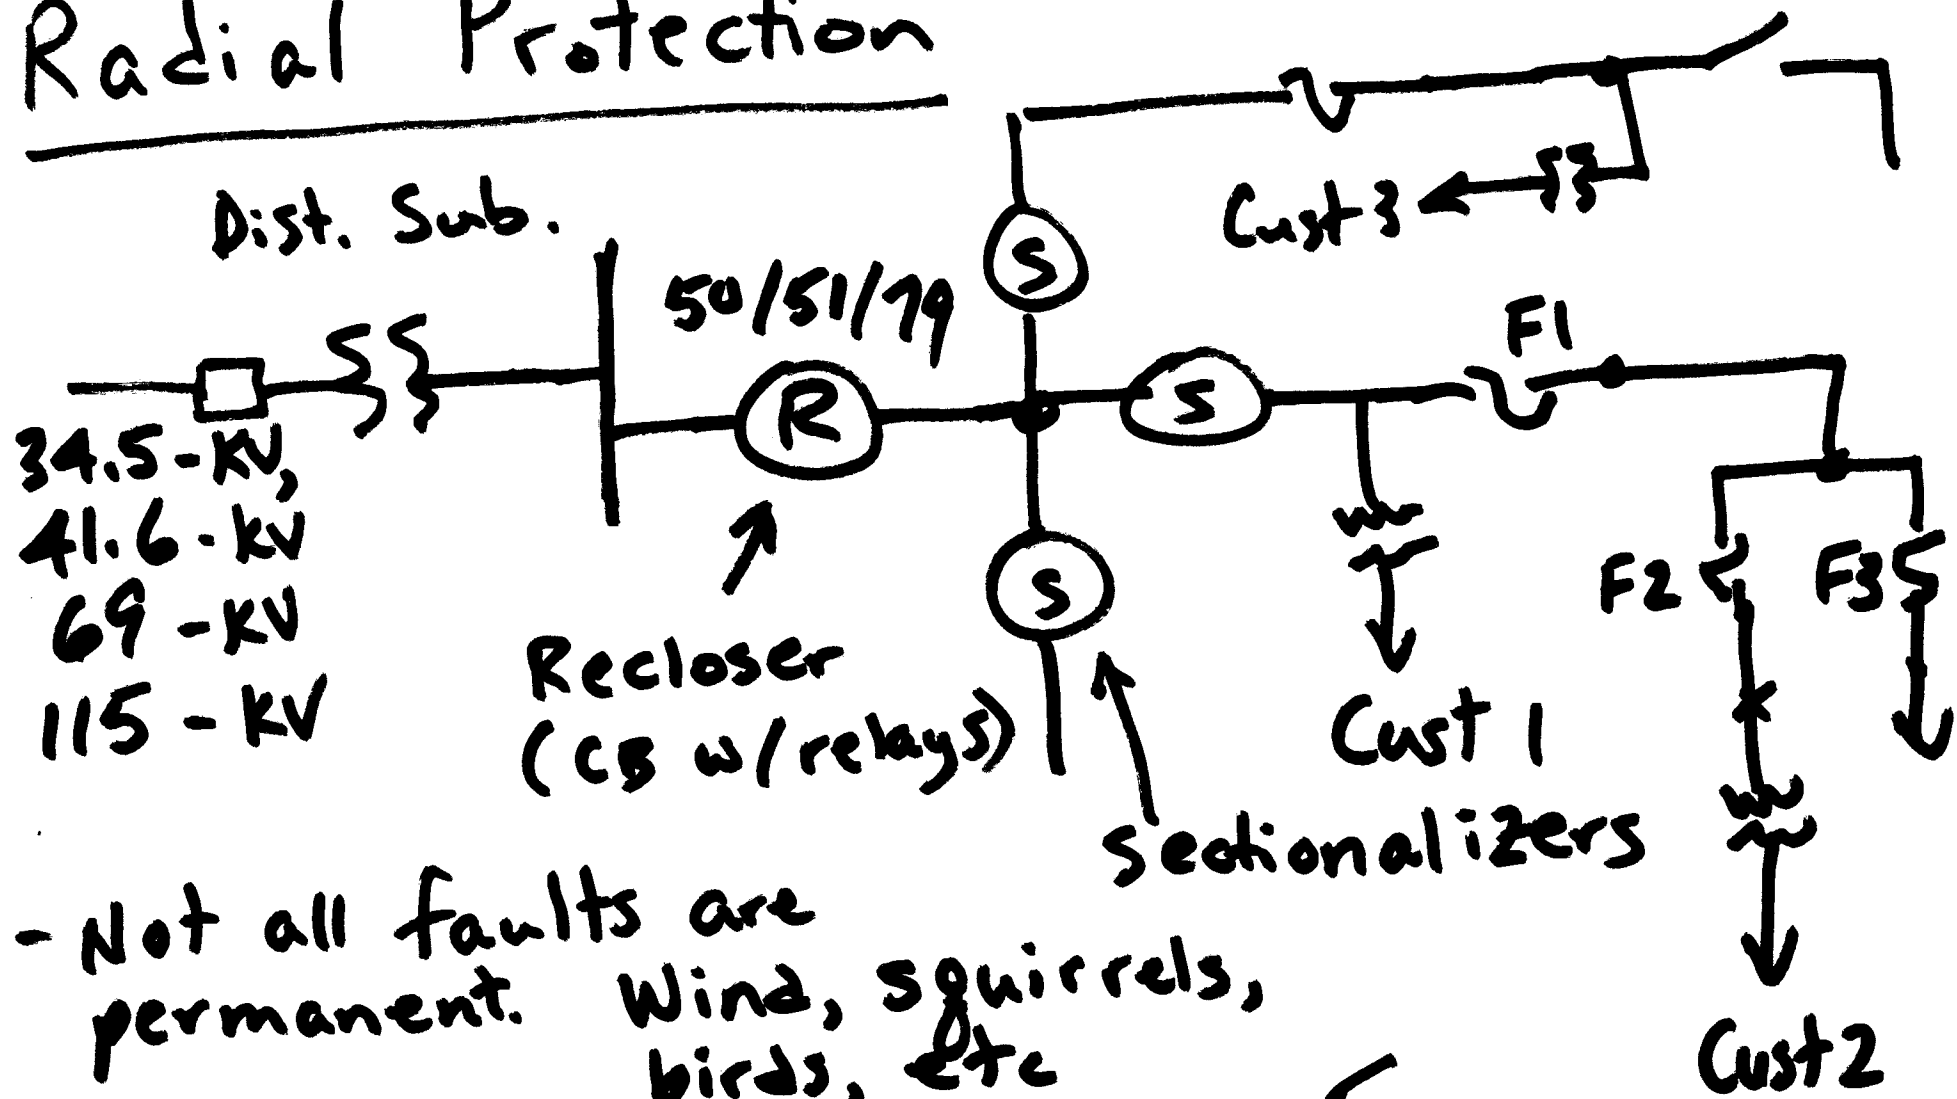 Radial Protection
Dist. Sub.
50/51/79
S
Cust 3
F1
R
S
34.5-KV,
41.6-KV
69-KV
115-KV
S
F2
F3
Recloser
(CB w/relays)
Cust 1
Sectionalizers
- Not all faults are
permanent. Wind, squirrels,
birds, etc
Cust 2